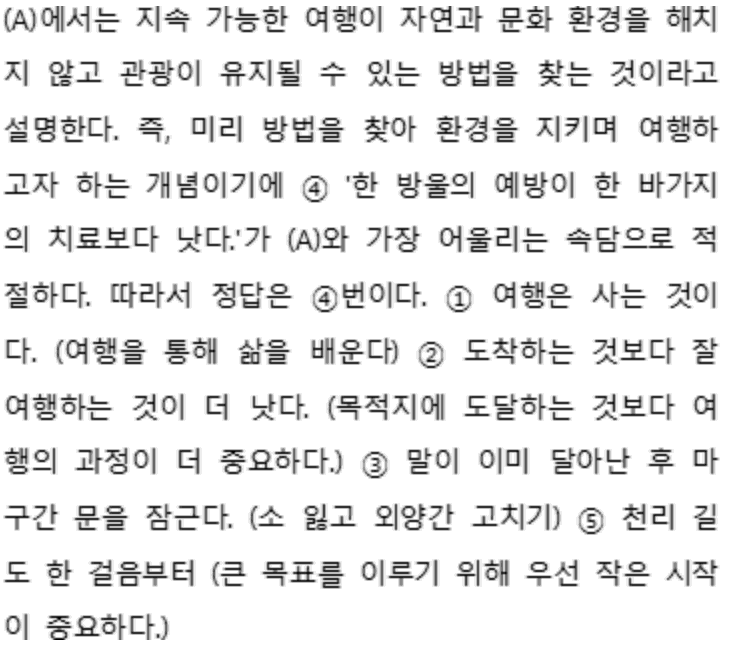 (A)에서는 지속 가능한 여행이 자연과 문화 환경을 해치
지 않고 관광이 유지될 수 있는 방법을 찾는 것이라고
설명한다. 즉, 미리 방법을 찾아 환경을 지키며 여행하
고자 하는 개념이기에 ④ '한 방울의 예방이 한 바가지
의 치료보다 낫다.'가 (A)와 가장 어울리는 속담으로 적
절하다. 따라서 정답은 ④번이다. ① 여행은 사는 것이
다. (여행을 통해 삶을 배운다) ② 도착하는 것보다 잘
여행하는 것이 더 낫다. (목적지에 도달하는 것보다 여
행의 과정이 더 중요하다.) ③ 말이 이미 달아난 후 마
구간 문을 잠근다. (소 잃고 외양간 고치기) ⑤ 천리 길
도 한 걸음부터 (큰 목표를 이루기 위해 우선 작은 시작
이 중요하다.)